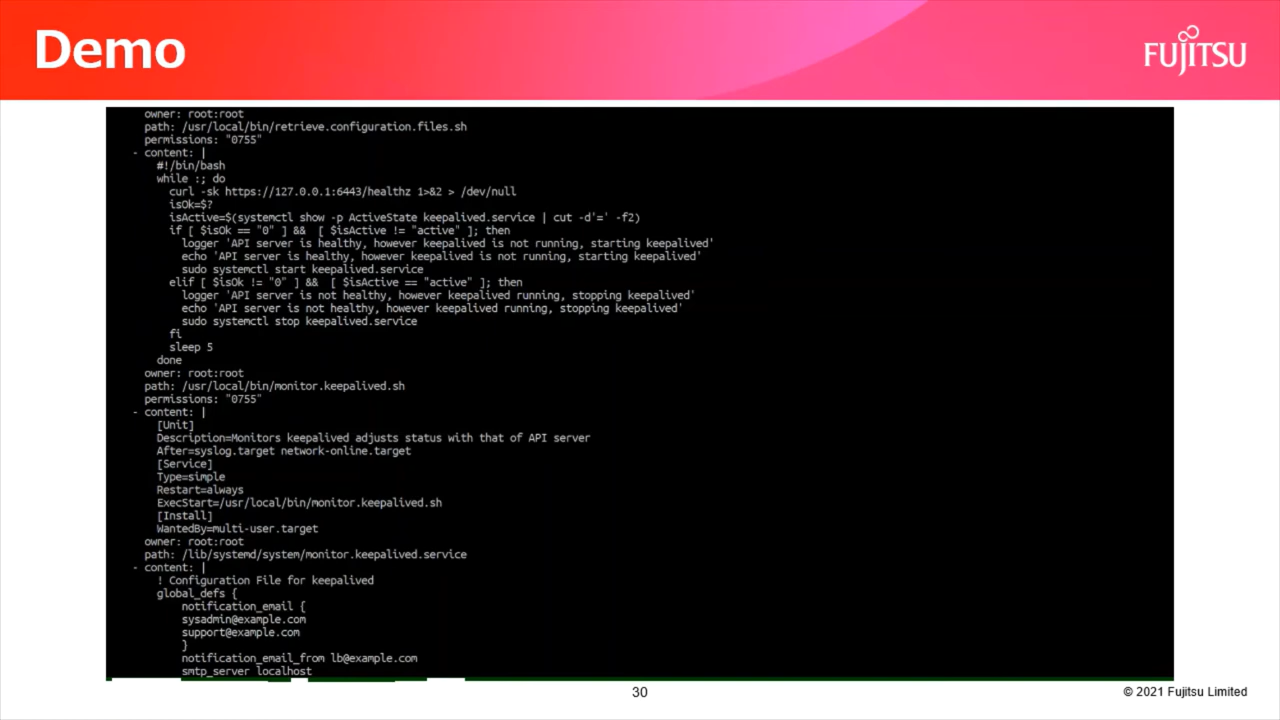 Demo
FUJITSU
owner: root:root
path: /usr/local/bin/retrieve.configuration.files.sh
permissions: "0755"
- content: |
#!/bin/bash
while :; do
curl -sk https://127.0.0.1:6443/healthz 1>&2 > /dev/null
isOk=$?
isActive=$(systemctl show -p ActiveState keepalived.service | cut -d'=' -f2)
if [ $isOk == "0" ] && [ $isActive != "active" ]; then
logger 'API server is healthy, however keepalived is not running, starting keepalived'
echo 'API server is healthy, however keepalived is not running, starting keepalived'
sudo systemctl start keepalived.service
elif [ $isOk != "0" ] && [ $isActive == "active" ]; then
logger 'API server is not healthy, however keepalived running, stopping keepalived'
echo 'API server is not healthy, however keepalived running, stopping keepalived'
sudo systemctl stop keepalived.service
fi
sleep 5
done
owner: root:root
path: /usr/local/bin/monitor.keepalived.sh
permissions: "0755"
- content: |
[Unit]
Description=Monitors keepalived adjusts status with that of API server
After=syslog.target network-online.target
[Service]
Type=simple
Restart=always
ExecStart=/usr/local/bin/monitor.keepalived.sh
[Install]
WantedBy=multi-user.target
owner: root:root
path: /lib/systemd/system/monitor.keepalived.service
- content: |
! Configuration File for keepalived
global_defs {
notification_email {
sysadmin@example.com
support@example.com
}
notification_email_from lb@example.com
smtp_server localhost
30
© 2021 Fujitsu Limited